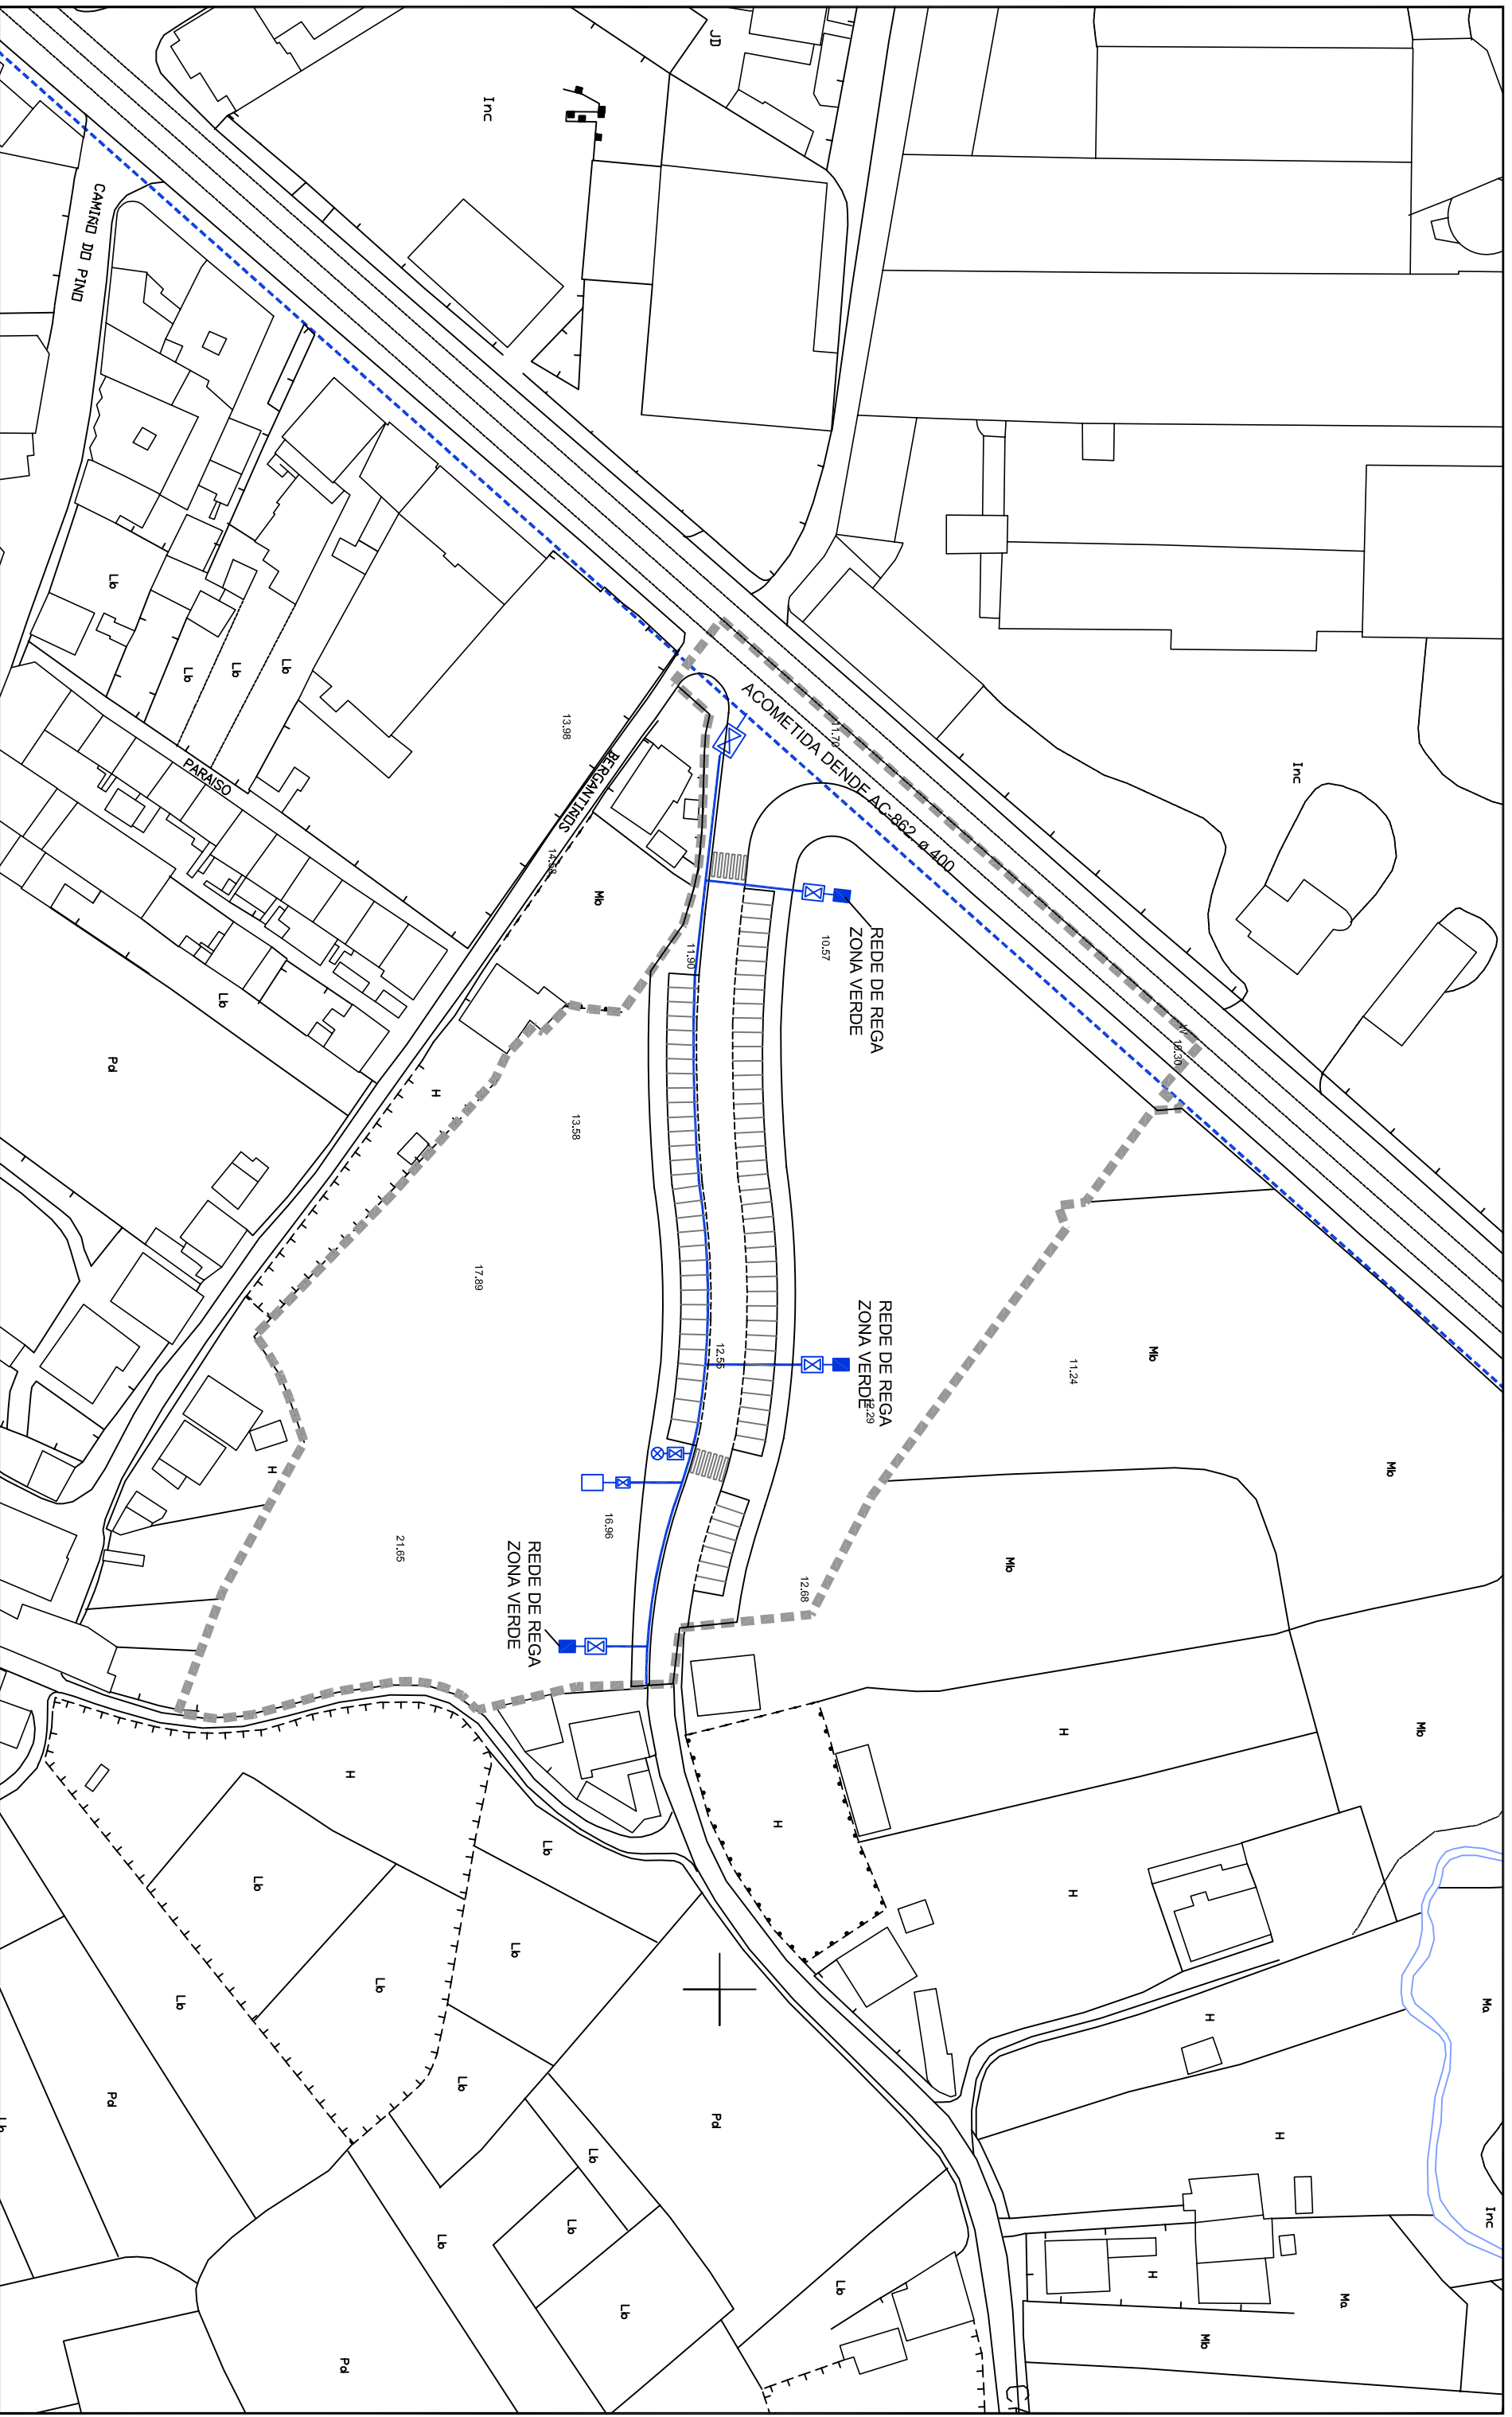 JD
Inc
CAMIÑO DO PINO
Lb
Lb
Lb
Lb
PARAISO
BERGANTIÑOS
13.98
14.68
Mb
Lb
Pd
H
ACOMETIDA DENDE AC-862 ø 400
11.70
Inc
10.30
10.57
REDE DE REGA
ZONA VERDE
11.90
13.58
17.89
12.55
REDE DE REGA
ZONA VERDE
11.24
Mb
Mb
Mb
16.96
21.65
12.68
REDE DE REGA
ZONA VERDE
H
H
H
H
H
Mb
Lb
Lb
Lb
Lb
Lb
Lb
Pd
Pd
Lb
Lb
Lb
Lb
Lb
Pd
H
Ma
H
Inc
H
Ma
Mb